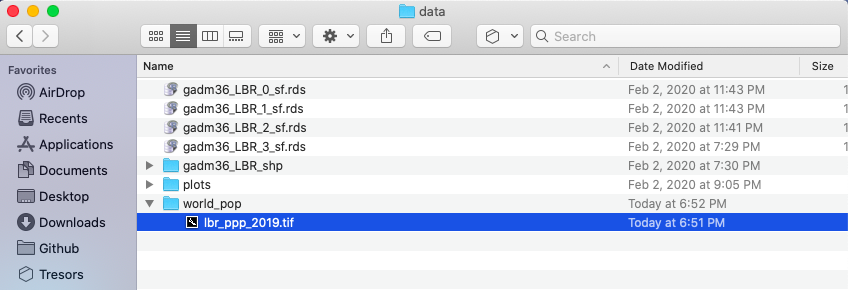 data
Search
Favorites
AirDrop
Recents
Applications
Documents
Desktop
Downloads
Github
Tresors
Name Date Modified Size
gadm36_LBR_0_sf.rds Feb 2, 2020 at 11:43 PM 1
gadm36_LBR_1_sf.rds Feb 2, 2020 at 11:43 PM 1
gadm36_LBR_2_sf.rds Feb 2, 2020 at 11:41 PM 1
gadm36_LBR_3_sf.rds Feb 2, 2020 at 7:29 PM 1
gadm36_LBR_shp Feb 2, 2020 at 7:30 PM
plots Feb 2, 2020 at 9:05 PM
world_pop Today at 6:52 PM
lbr_ppp_2019.tif Today at 6:51 PM